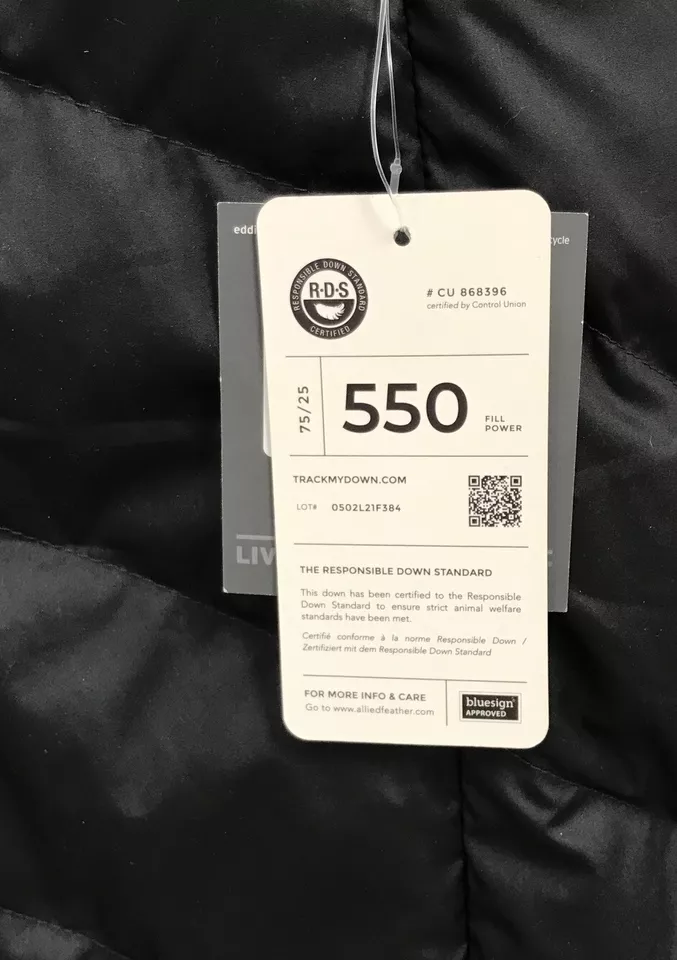 eddi
cycle
RESPONSIBLE DOWN STANDARD
R·D·S
CERTIFIED
# CU 868396
certified by Control Union
75/25
550
FILL
POWER
TRACKMYDOWN.COM
LOT# 0502L21F384
LIV
E
THE RESPONSIBLE DOWN STANDARD
This down has been certified to the Responsible
Down Standard to ensure strict animal welfare
standards have been met.
Certifié conforme à la norme Responsible Down /
Zertifiziert mit dem Responsible Down Standard
FOR MORE INFO & CARE
Go to www.alliedfeather.com
bluesign®
APPROVED